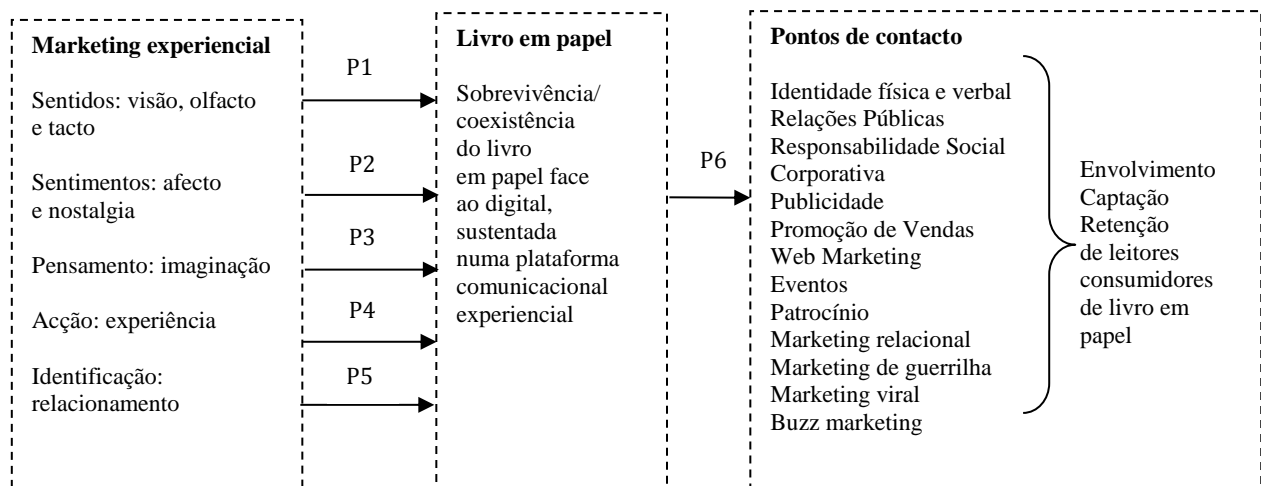 Marketing experiencial
Sentidos: visão, olfacto
e tacto
Sentimentos: afecto
e nostalgia
Pensamento: imaginação
Acção: experiência
Identificação:
relacionamento
P1
P2
P3
P4
P5
Livro em papel
Sobrevivência/
coexistência
do livro
em papel face
ao digital,
sustentada
numa plataforma
comunicacional
experiencial
P6
Pontos de contacto
Identidade física e verbal
Relações Públicas
Responsabilidade Social
Corporativa
Publicidade
Promoção de Vendas
Web Marketing
Eventos
Patrocínio
Marketing relacional
Marketing de guerrilha
Marketing viral
Buzz marketing
Envolvimento
Captação
Retenção
de leitores
consumidores
de livro em
papel